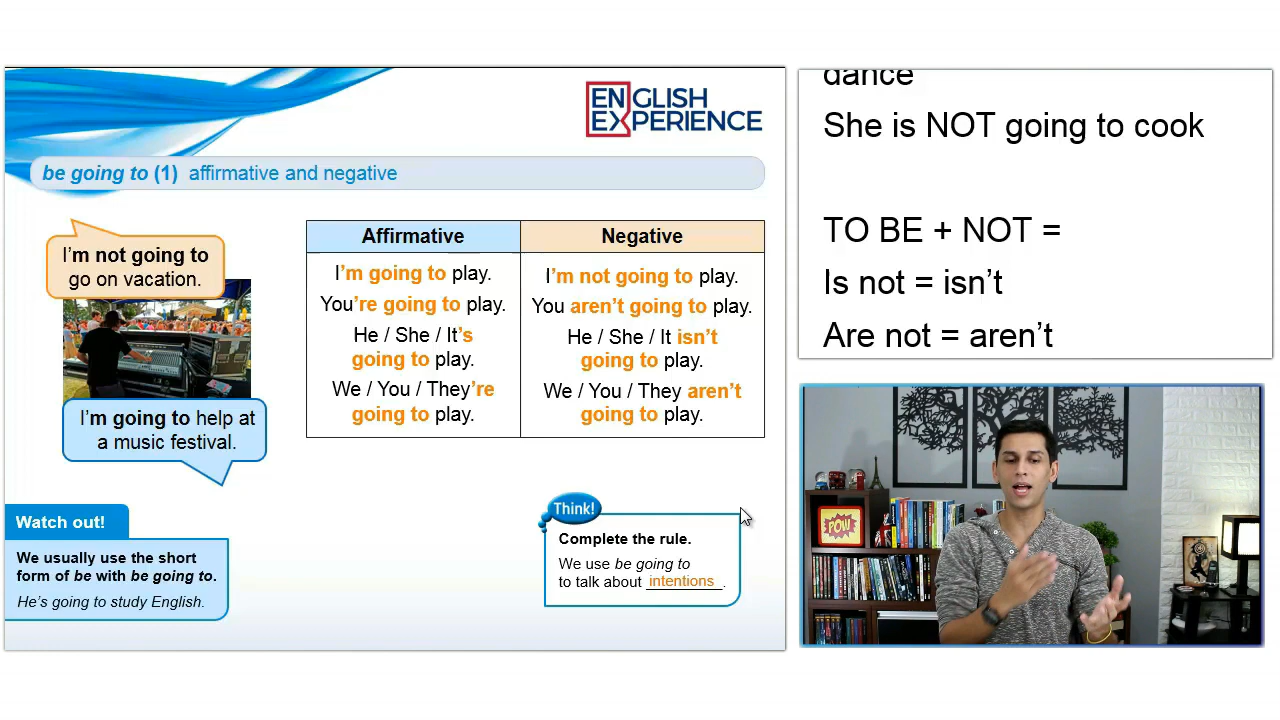 ENGLISH
EXPERIENCE
be going to (1) affirmative and negative
I'm not going to
go on vacation.
I'm going to help at
a music festival.
Affirmative
Negative
I'm going to play.
I'm not going to play.
You're going to play.
You aren't going to play.
He / She / It's
going to play.
He / She / It isn't
going to play.
We / You / They're
going to play.
We / You / They aren't
going to play.
Watch out!
We usually use the short
form of be with be going to.
He's going to study English.
Think!
Complete the rule.
We use be going to
to talk about intentions.
dance
She is NOT going to cook
TO BE + NOT =
Is not = isn't
Are not = aren't
POW